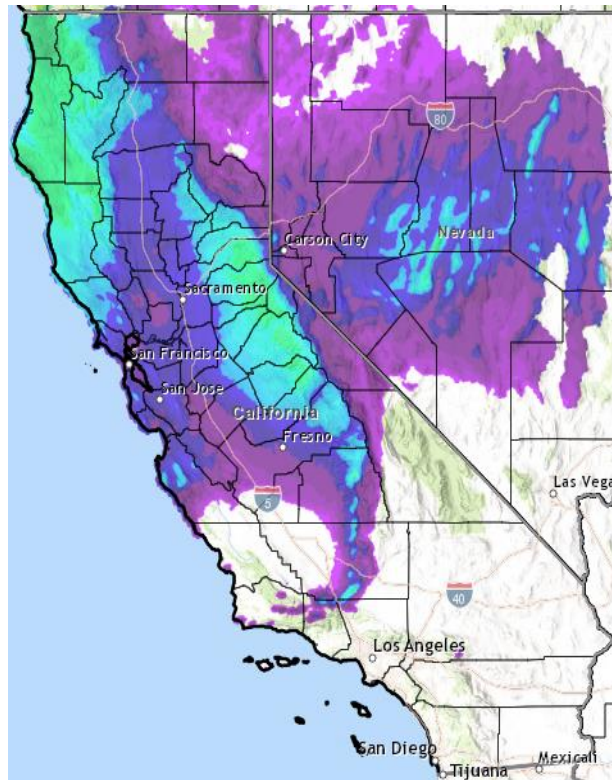 80
Carson City
Nevada
Sacramento
San Francisco
San Jose
California
Fresno
5
Las Vega
40
Los Angeles
San Diego
Mexicali
Tijuana